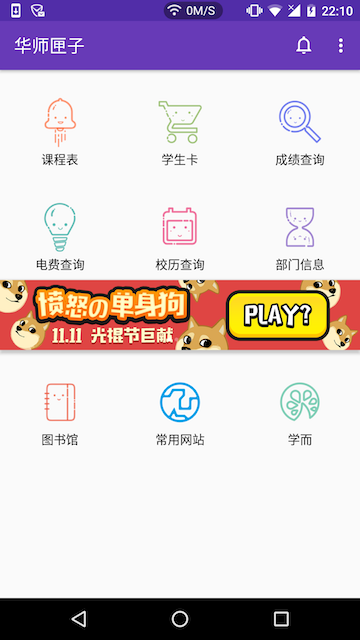 0M/S 22:10
华师匣子
课程表 学生卡 成绩查询
电费查询 校历查询 部门信息
愤怒の单身狗
11.11 光棍节巨献
PLAY?
图书馆 常用网站 学而